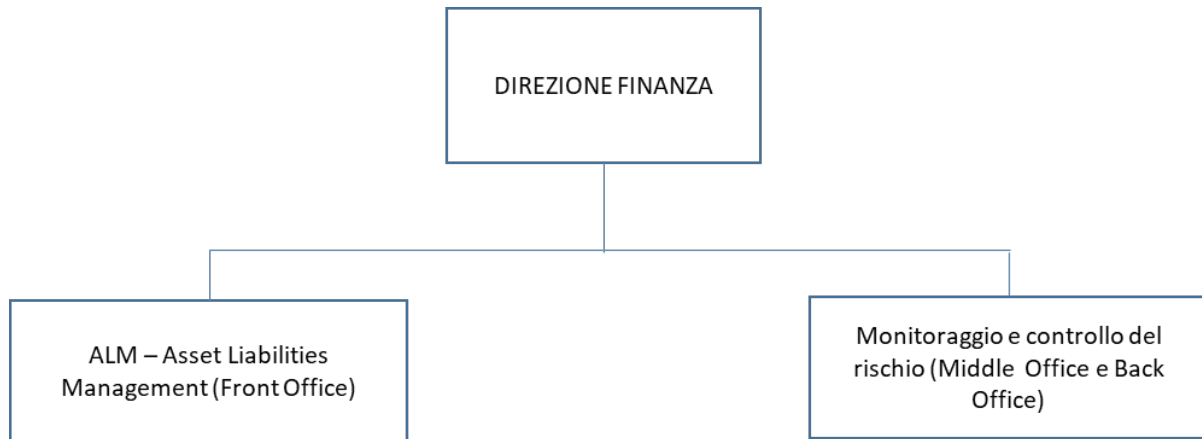 DIREZIONE FINANZA
ALM – Asset Liabilities
Management (Front Office)
Monitoraggio e controllo del
rischio (Middle Office e Back
Office)